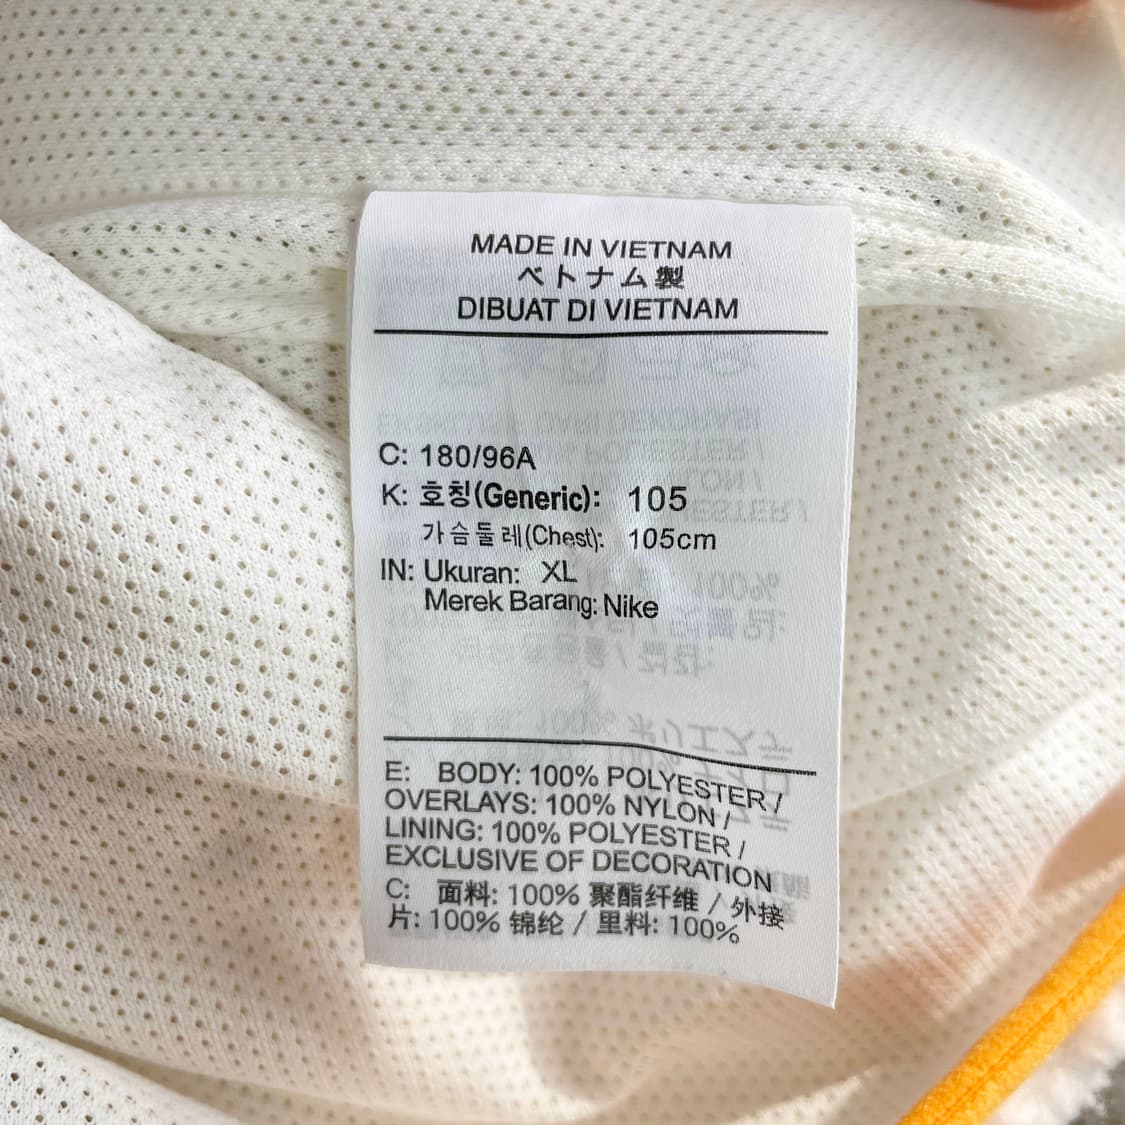 MADE IN VIETNAM
ベトナム製
DIBUAT DI VIETNAM
C: 180/96A
K: 호칭(Generic): 105
가슴둘레(Chest): 105cm
IN: Ukuran: XL
Merek Barang: Nike
E: BODY: 100% POLYESTER /
OVERLAYS: 100% NYLON /
LINING: 100% POLYESTER /
EXCLUSIVE OF DECORATION
C: 面料: 100% 聚酯纤维 / 外接
片: 100% 锦纶 / 里料: 100%